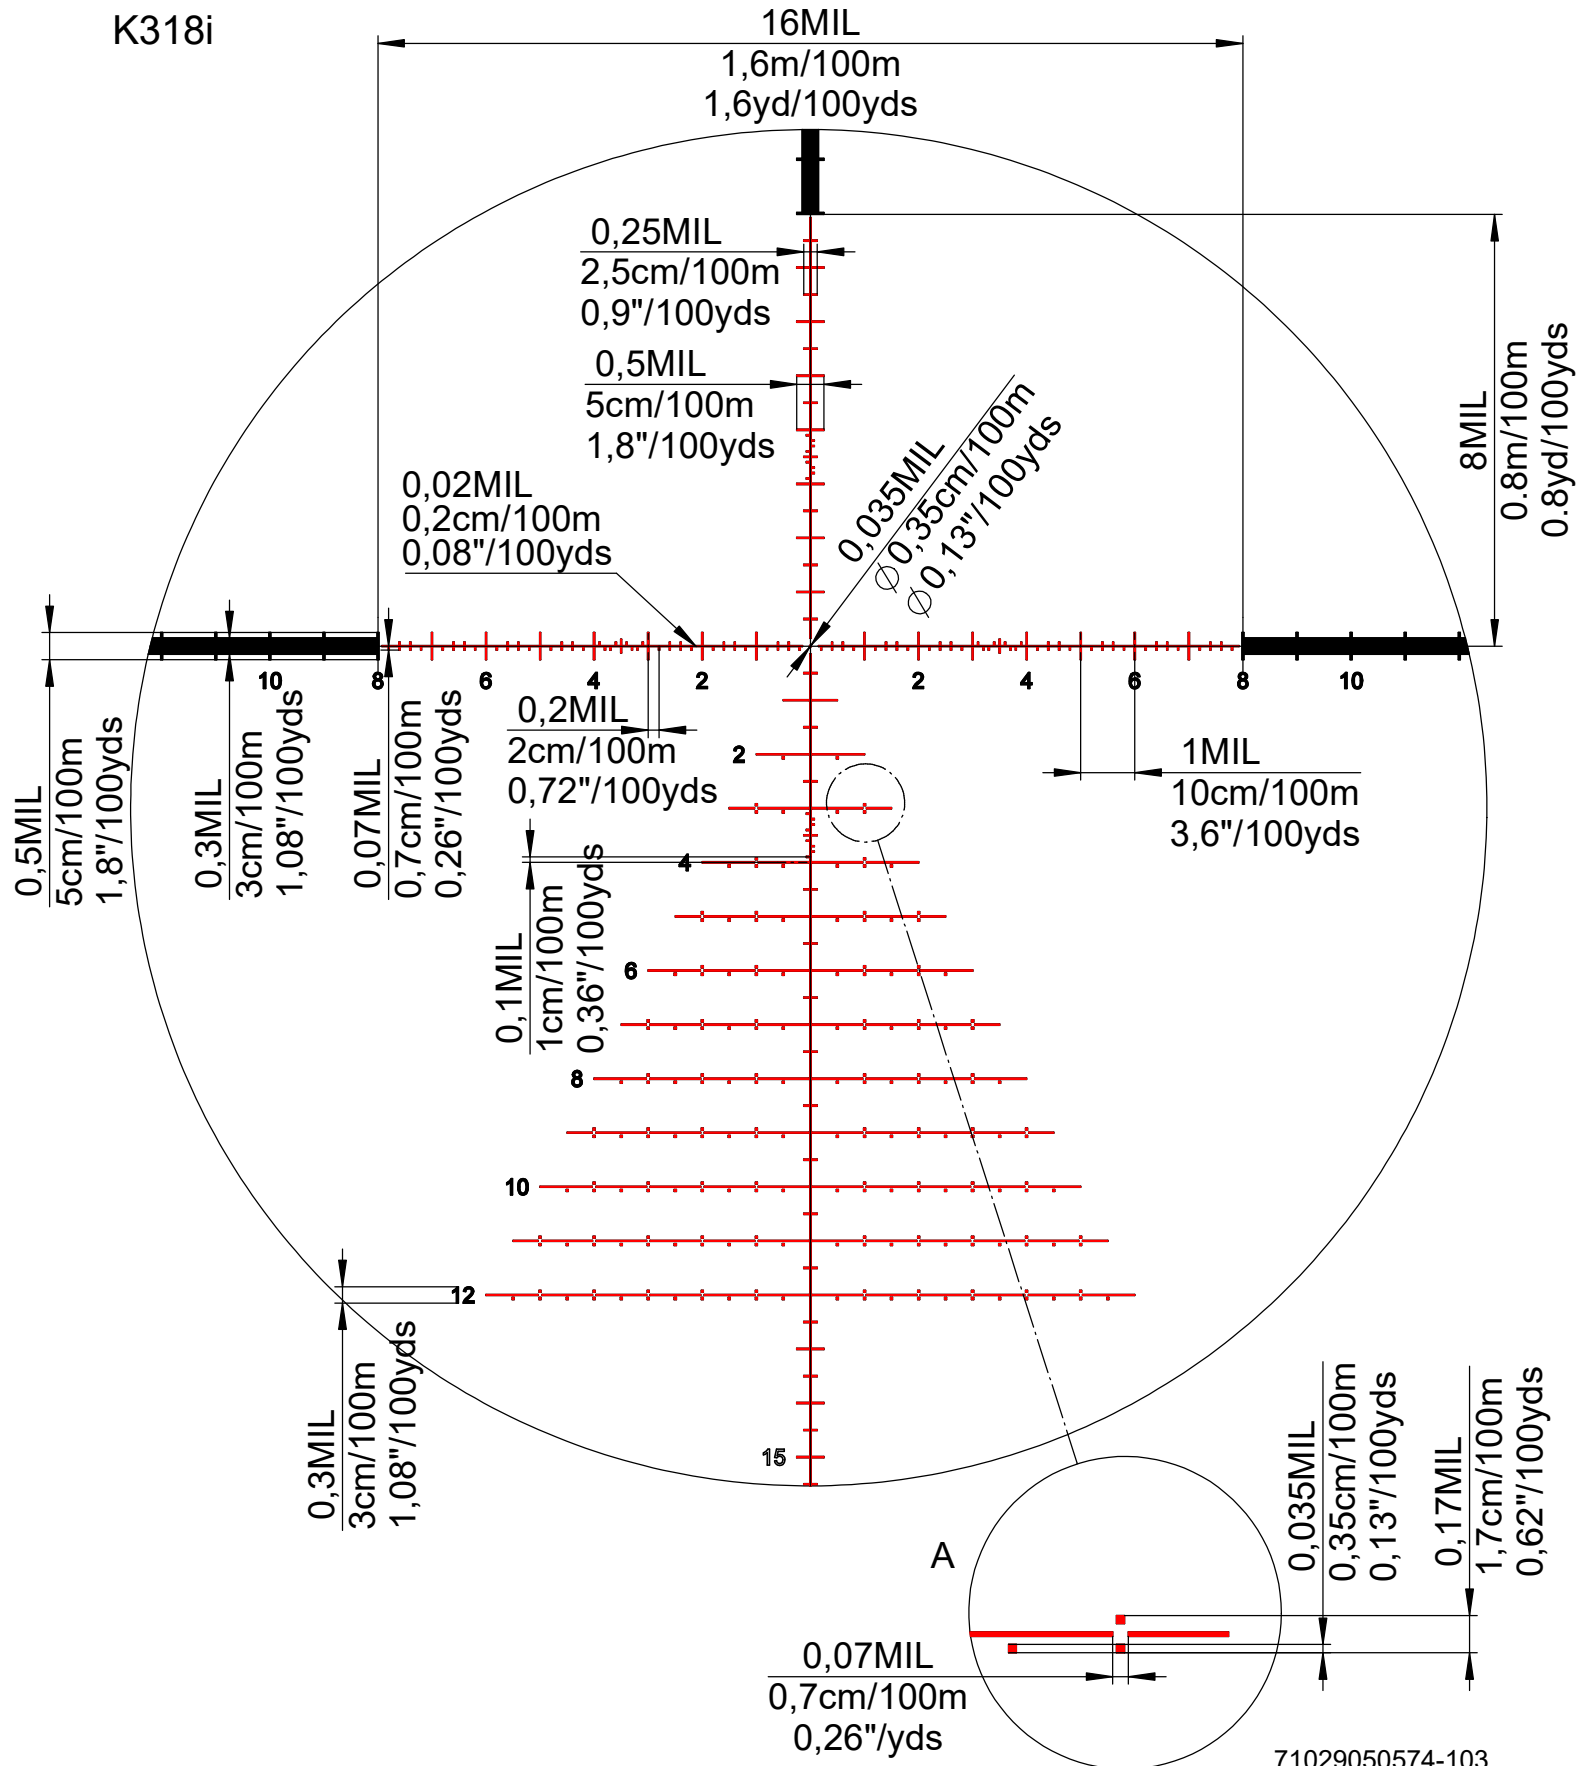 K318i
16MIL
1,6m/100m
1,6yd/100yds
0,25MIL
2,5cm/100m
0,9"/100yds
0,5MIL
5cm/100m
1,8"/100yds
0,02MIL
0,2cm/100m
0,08"/100yds
0,035MIL
∅ 0,35cm/100m
∅ 0,13"/100yds
8MIL
0.8m/100m
0.8yd/100yds
10 8 6 4 2 2 4 6 8 10
0,5MIL
5cm/100m
1,8"/100yds
0,3MIL
3cm/100m
1,08"/100yds
0,07MIL
0,7cm/100m
0,26"/100yds
0,2MIL
2cm/100m
0,72"/100yds
1MIL
10cm/100m
3,6"/100yds
2
4
0,1MIL
1cm/100m
0,36"/100yds
6
8
10
12
0,3MIL
3cm/100m
1,08"/100yds
15
A
0,035MIL
0,35cm/100m
0,13"/100yds
0,17MIL
1,7cm/100m
0,62"/100yds
0,07MIL
0,7cm/100m
0,26"/yds
71029050574-103